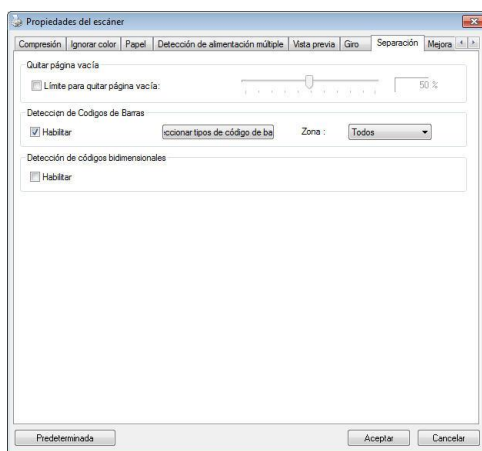 Propiedades del escáner
Compresión Ignorar color Papel Detección de alimentación múltiple Vista previa Giro Separación Mejora
Quitar página vacía
Límite para quitar página vacía: 50 %
Deteccien de Codigos de Barras
Habilitar ccionar tipos de código de ba Zona : Todos
Detección de códigos bidimensionales
Habilitar
Predeterminada Aceptar Cancelar